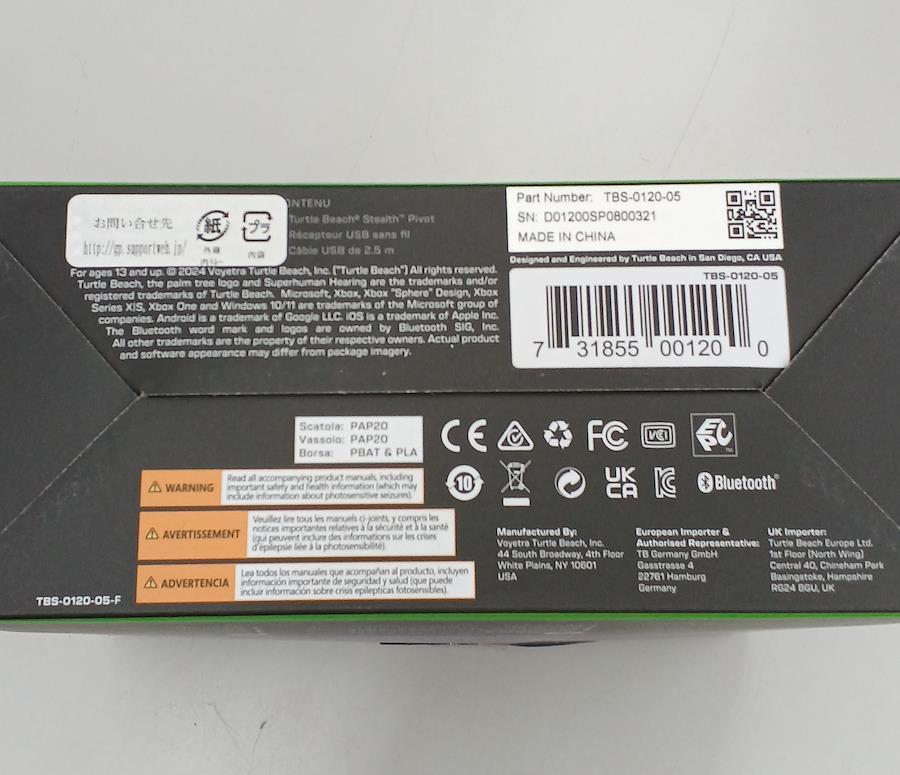 お問い合せ先
http://gp.supportweb.jp/
紙
外箱
プラ
内袋
ONTENU
Turtle Beach® Stealth™ Pivot
Récepteur USB sans fil
Câble USB de 2.5 m
For ages 13 and up. © 2024 Voyetra Turtle Beach, Inc. ("Turtle Beach") All rights reserved.
Turtle Beach, the palm tree logo and Superhuman Hearing are the trademarks and/or
registered trademarks of Turtle Beach. Microsoft, Xbox, Xbox "Sphere" Design, Xbox
Series X|S, Xbox One and Windows 10/11 are trademarks of the Microsoft group of
companies. Android is a trademark of Google LLC. iOS is a trademark of Apple Inc.
The Bluetooth word mark and logos are owned by Bluetooth SIG, Inc.
All other trademarks are the property of their respective owners. Actual product
and software appearance may differ from package imagery.
Part Number: TBS-0120-05
SN: D01200SP0800321
MADE IN CHINA
Designed and Engineered by Turtle Beach in San Diego, CA USA
TBS-0120-05
7 31855 00120 0
Scatola: PAP20
Vassoio: PAP20
Borsa: PBAT & PLA
CE FC VCI
10 UK CA Bluetooth®
WARNING
Read all accompanying product manuals, including
important safety and health information (which may
include information about photosensitive seizures).
AVERTISSEMENT
Veuillez lire tous les manuels ci-joints, y compris les
notices importantes relatives à la sécurité et à la santé
(qui peuvent inclure des informations sur les crises
d'épilepsie liée à la photosensibilité).
ADVERTENCIA
Lea todos los manuales que acompañan al producto, incluido
información importante de seguridad y salud (que puede
incluir información sobre crisis epilepticas fotosensibles).
TBS-0120-05-F
Manufactured By:
Voyetra Turtle Beach, Inc.
44 South Broadway, 4th Floor
White Plains, NY 10601
USA
European Importer &
Authorised Representative:
TB Germany GmbH
Gasstrasse 4
22761 Hamburg
Germany
UK Importer:
Turtle Beach Europe Ltd.
1st Floor (North Wing)
Central 40, Chineham Park
Basingstoke, Hampshire
RG24 8GU, UK